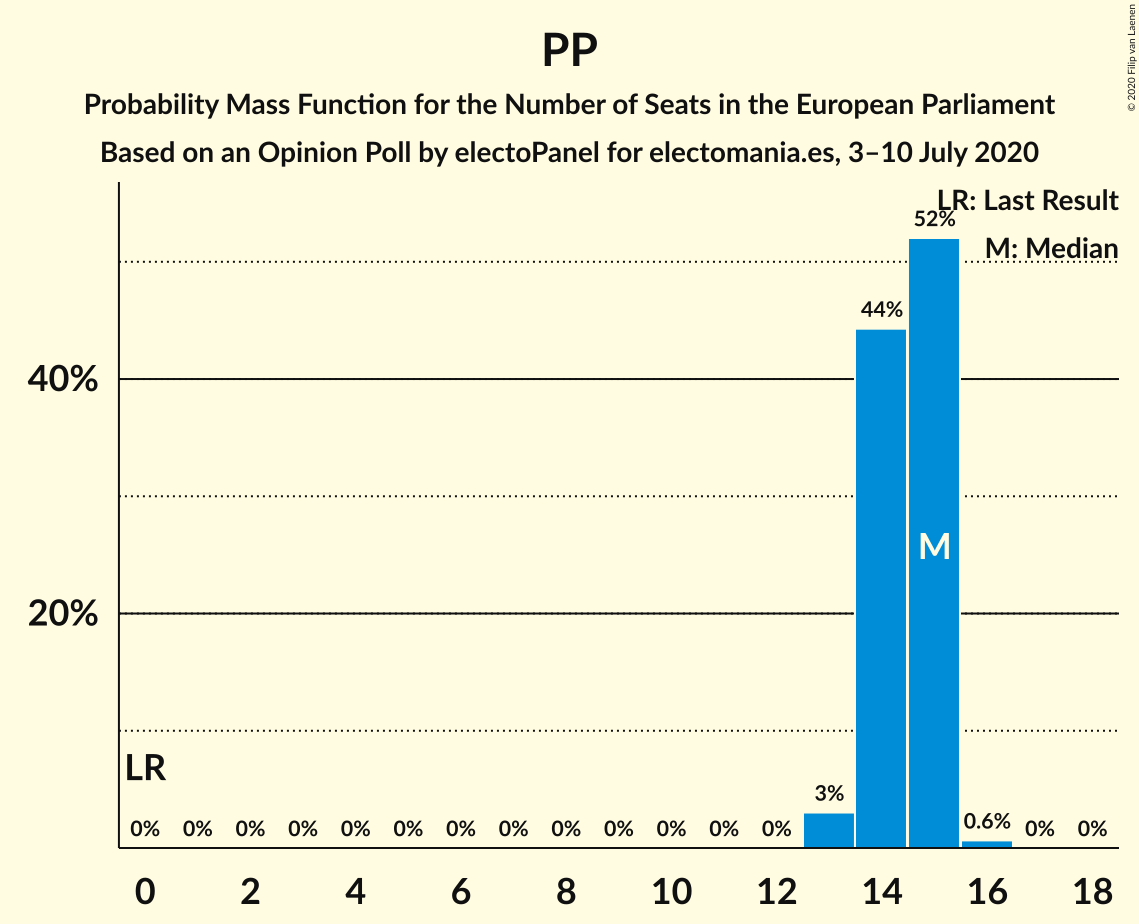 PP
Probability Mass Function for the Number of Seats in the European Parliament
Based on an Opinion Poll by electoPanel for electomania.es, 3–10 July 2020
© 2020 Filip van Laenen
LR: Last Result
M: Median
52%
44%
40%
M
20%
LR
3%
0% 0% 0% 0% 0% 0% 0% 0% 0% 0% 0% 0% 0% 0.6% 0% 0%
0 2 4 6 8 10 12 14 16 18